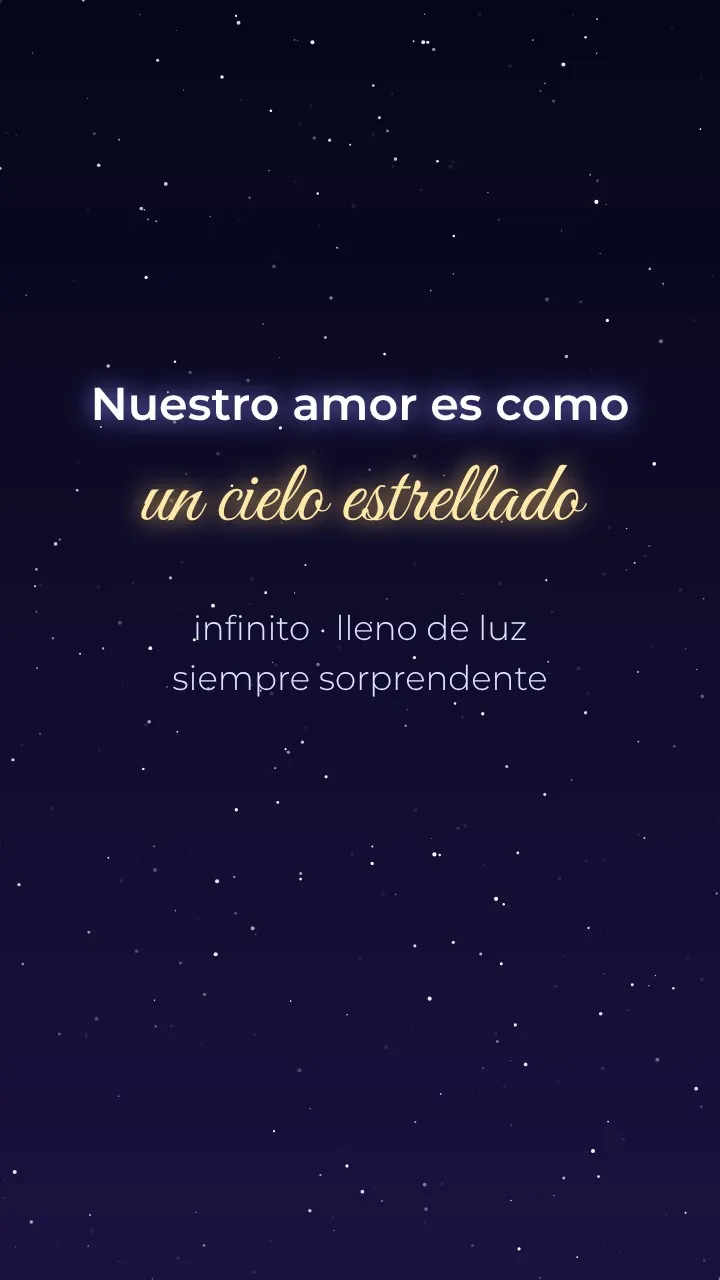 Nuestro amor es como
un cielo estrellado
infinito · lleno de luz
siempre sorprendente